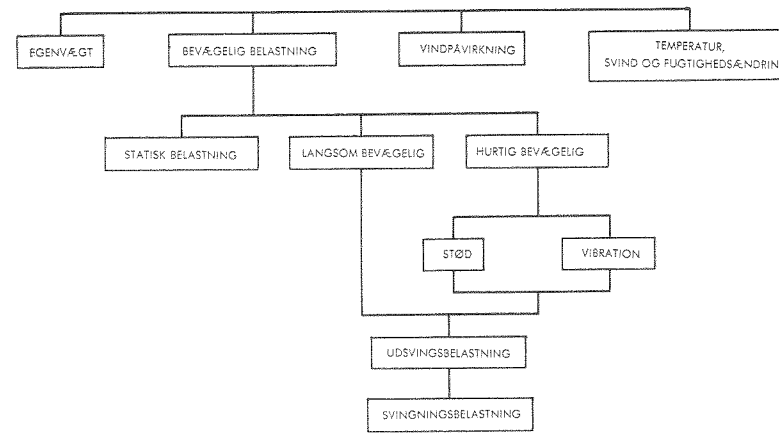 EGENVÆGT
BEVÆGELIG BELASTNING
VINDPÅVIRKNING
TEMPERATUR,
SVIND OG FUGTIGHEDSÆNDRIN
STATISK BELASTNING
LANGSOM BEVÆGELIG
HURTIG BEVÆGELIG
STØD
VIBRATION
UDSVINGSBELASTNING
SVINGNINGSBELASTNING